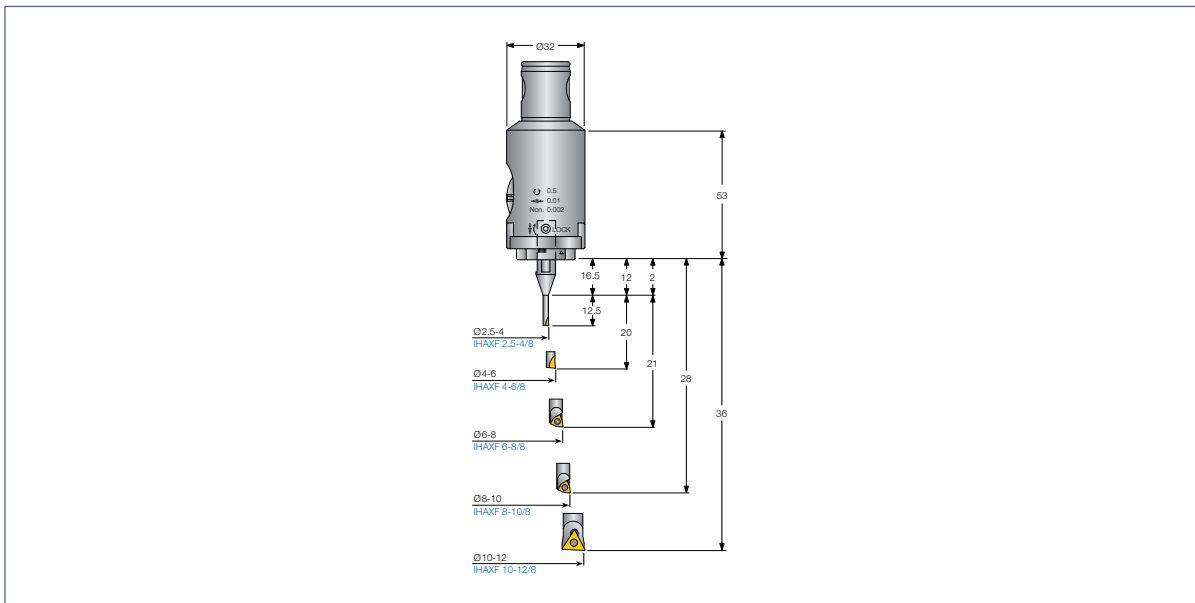 Ø32
53
0.5
0.01
Non. 0.002
LOCK
16.5
12
2
12.5
20
21
28
36
Ø2.5-4
IHAXF 2.5-4/8
Ø4-6
IHAXF 4-6/8
Ø6-8
IHAXF 6-8/8
Ø8-10
IHAXF 8-10/8
Ø10-12
IHAXF 10-12/8